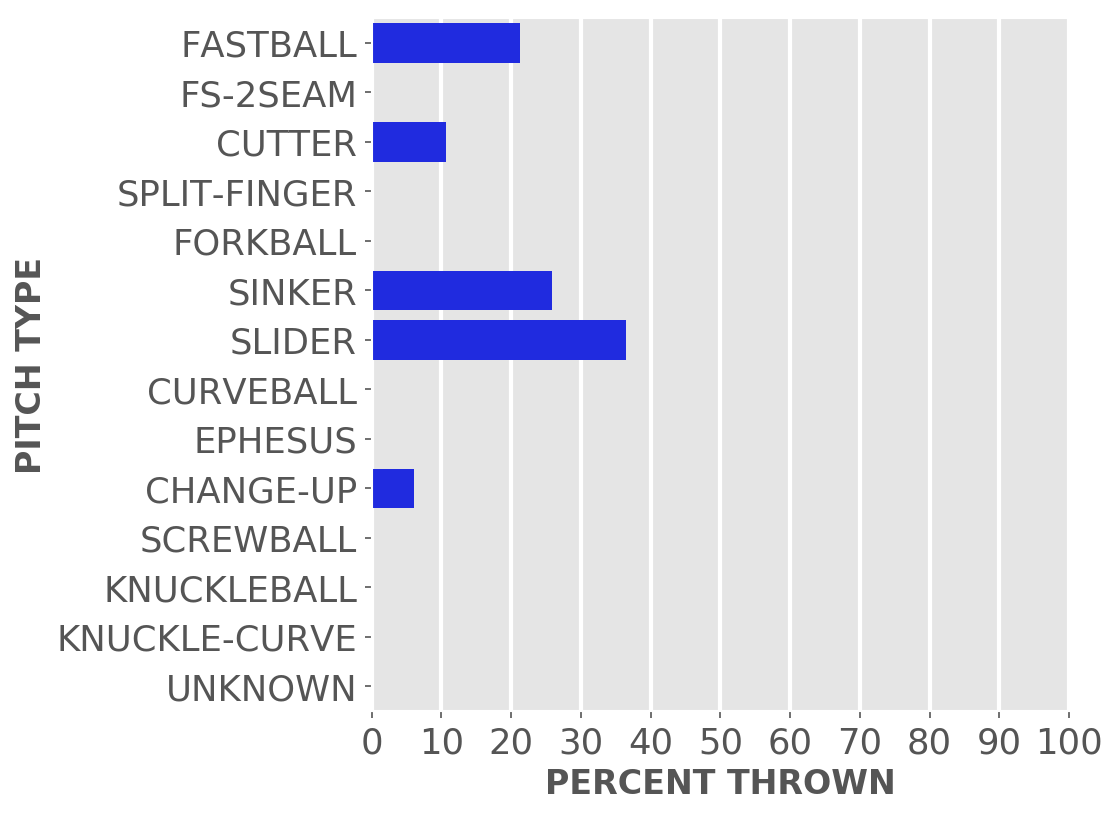 FASTBALL
FS-2SEAM
CUTTER
SPLIT-FINGER
FORKBALL
SINKER
SLIDER
CURVEBALL
EPHESUS
CHANGE-UP
SCREWBALL
KNUCKLEBALL
KNUCKLE-CURVE
UNKNOWN
PITCH TYPE
0 10 20 30 40 50 60 70 80 90 100
PERCENT THROWN